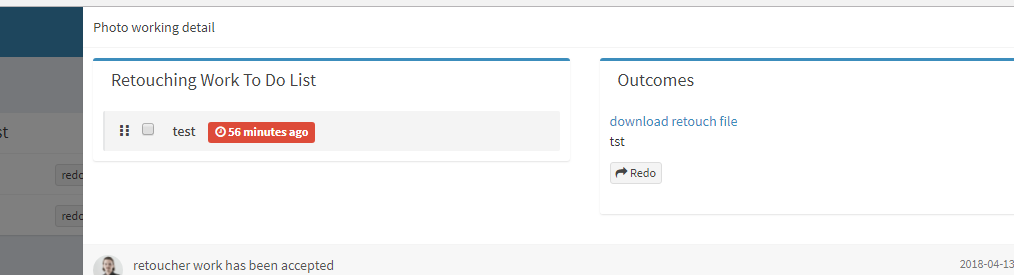 Photo working detail
Retouching Work To Do List
test 56 minutes ago
Outcomes
download retouch file
tst
Redo
st
redo
redo
retoucher work has been accepted
2018-04-13